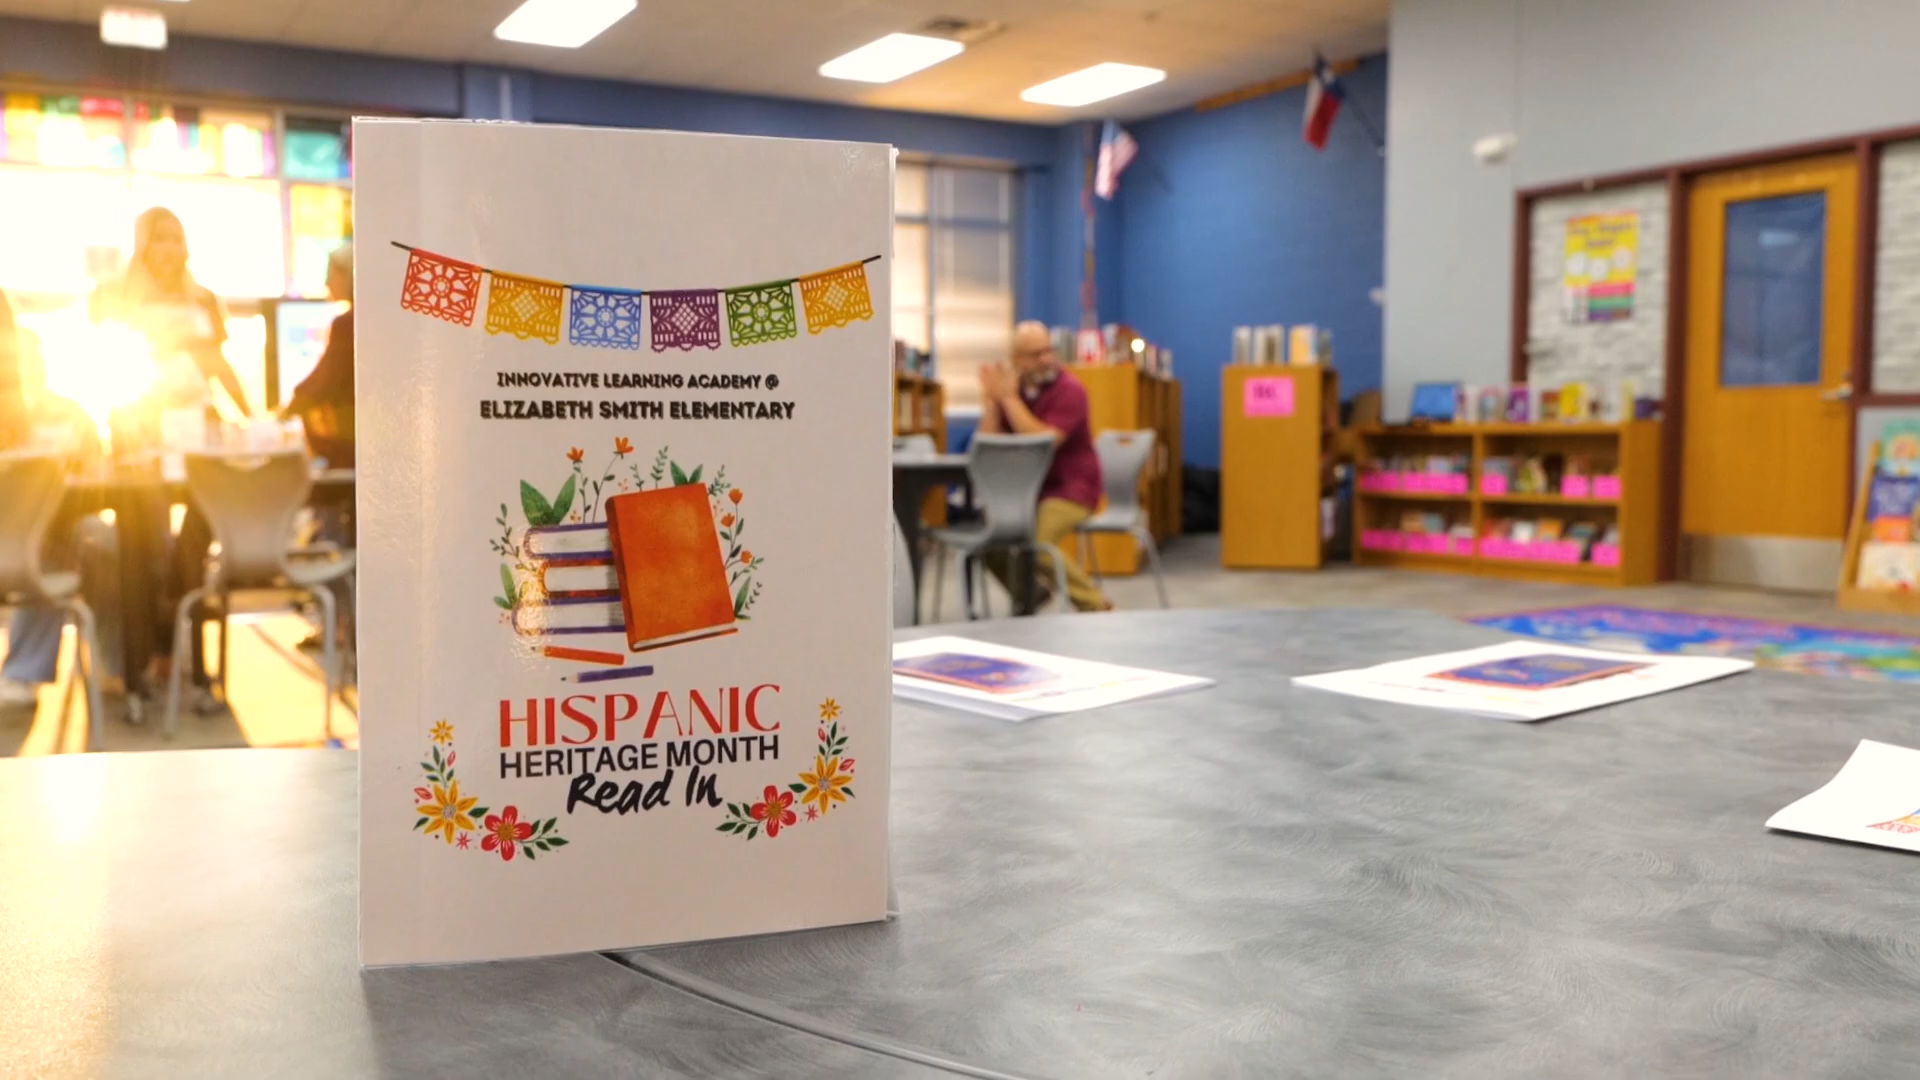 INNOVATIVE LEARNING ACADEMY @
ELIZABETH SMITH ELEMENTARY
HISPANIC
HERITAGE MONTH
Read In